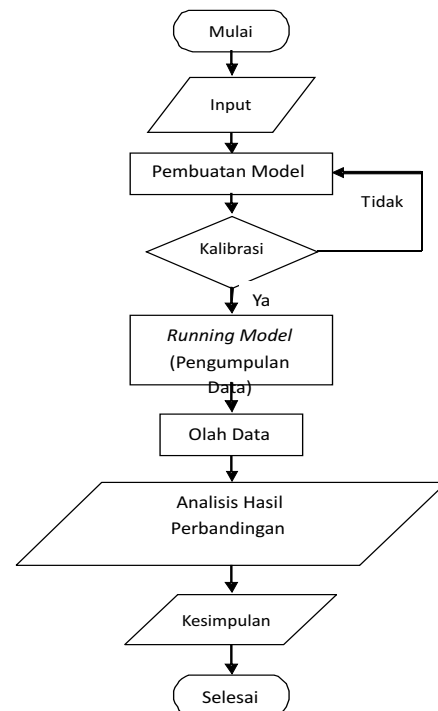 Mulai
Input
Pembuatan Model
Tidak
Kalibrasi
Ya
Running Model
(Pengumpulan
Data)
Olah Data
Analisis Hasil
Perbandingan
Kesimpulan
Selesai